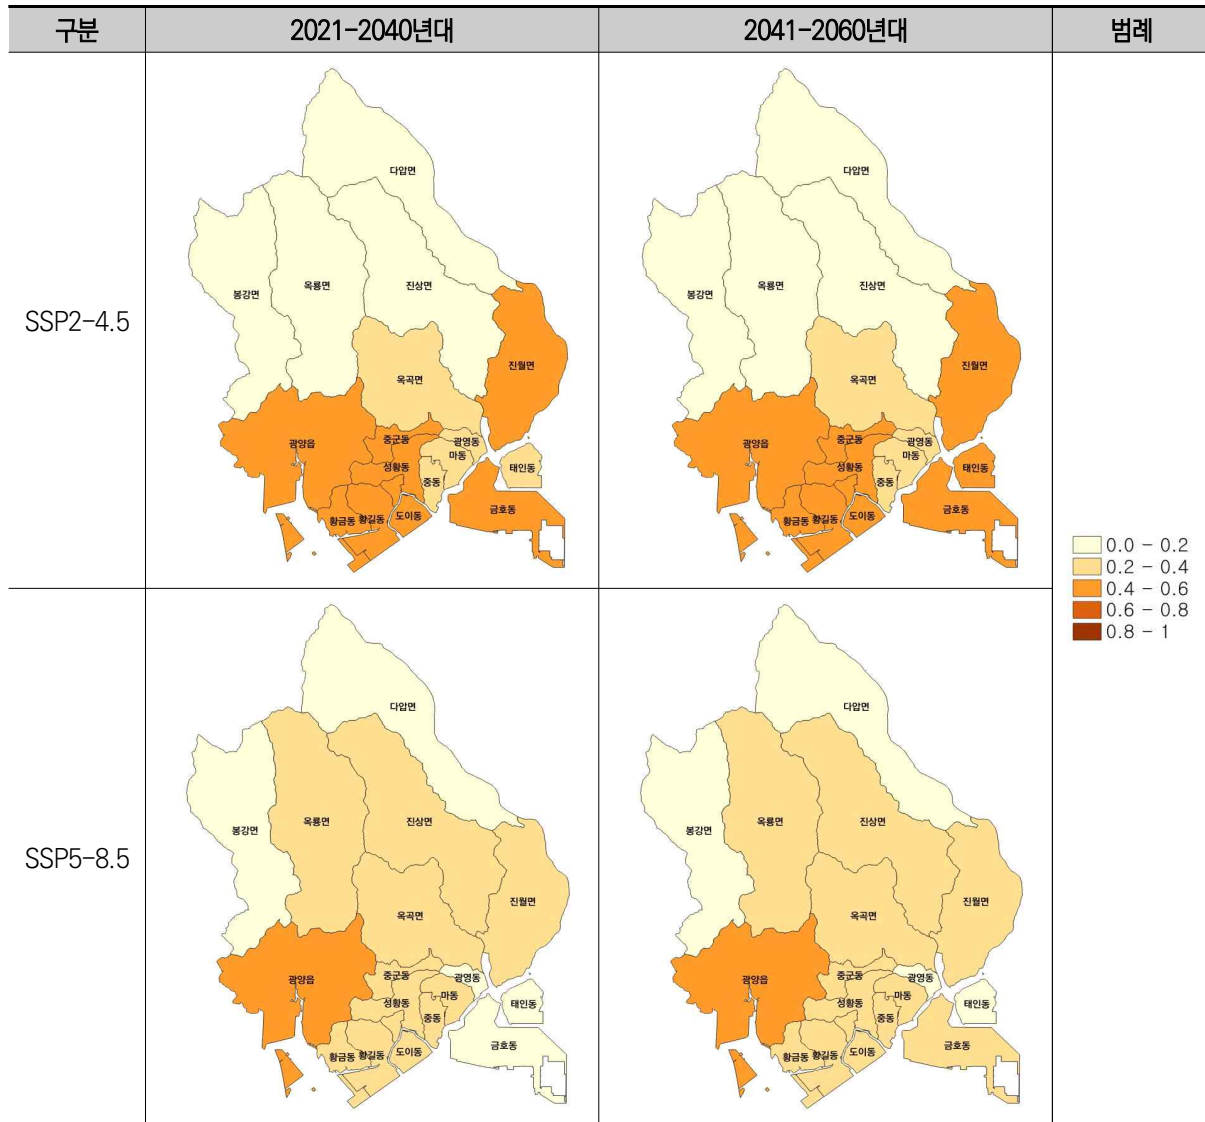 구분 2021-2040년대 2041-2060년대 범례
SSP2-4.5
다압면
봉강면 옥룡면 진상면
진월면
옥곡면
광양읍 중군동 광영동
마동
성황동 중동 태인동
황금동 황길동 도이동 금호동
다압면
봉강면 옥룡면 진상면
진월면
옥곡면
광양읍 중군동 광영동
마동
성황동 중동 태인동
황금동 황길동 도이동 금호동
0.0 - 0.2
0.2 - 0.4
0.4 - 0.6
0.6 - 0.8
0.8 - 1
SSP5-8.5
다압면
봉강면 옥룡면 진상면
진월면
옥곡면
광양읍 중군동 광영동
성황동 마동 태인동
중동
황금동 황길동 도이동 금호동
다압면
봉강면 옥룡면 진상면
진월면
옥곡면
광양읍 중군동 광영동
성황동 마동 태인동
중동
황금동 황길동 도이동 금호동